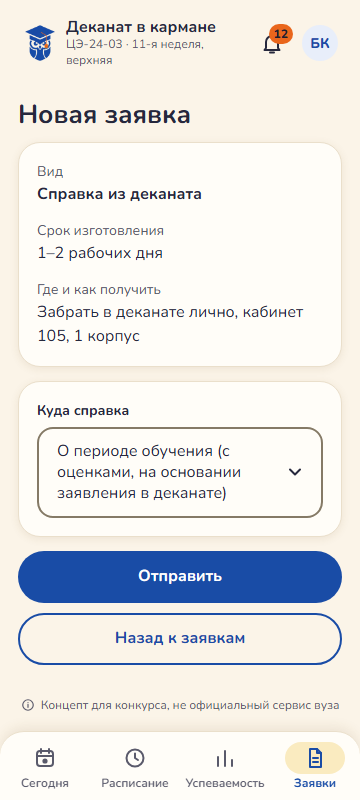 Деканат в кармане
ЦЭ-24-03 · 11-я неделя,
верхняя
12
БК
Новая заявка
Вид
Справка из деканата
Срок изготовления
1–2 рабочих дня
Где и как получить
Забрать в деканате лично, кабинет
105, 1 корпус
Куда справка
О периоде обучения (с
оценками, на основании
заявления в деканате)
Отправить
Назад к заявкам
Концепт для конкурса, не официальный сервис вуза
Сегодня
Расписание
Успеваемость
Заявки